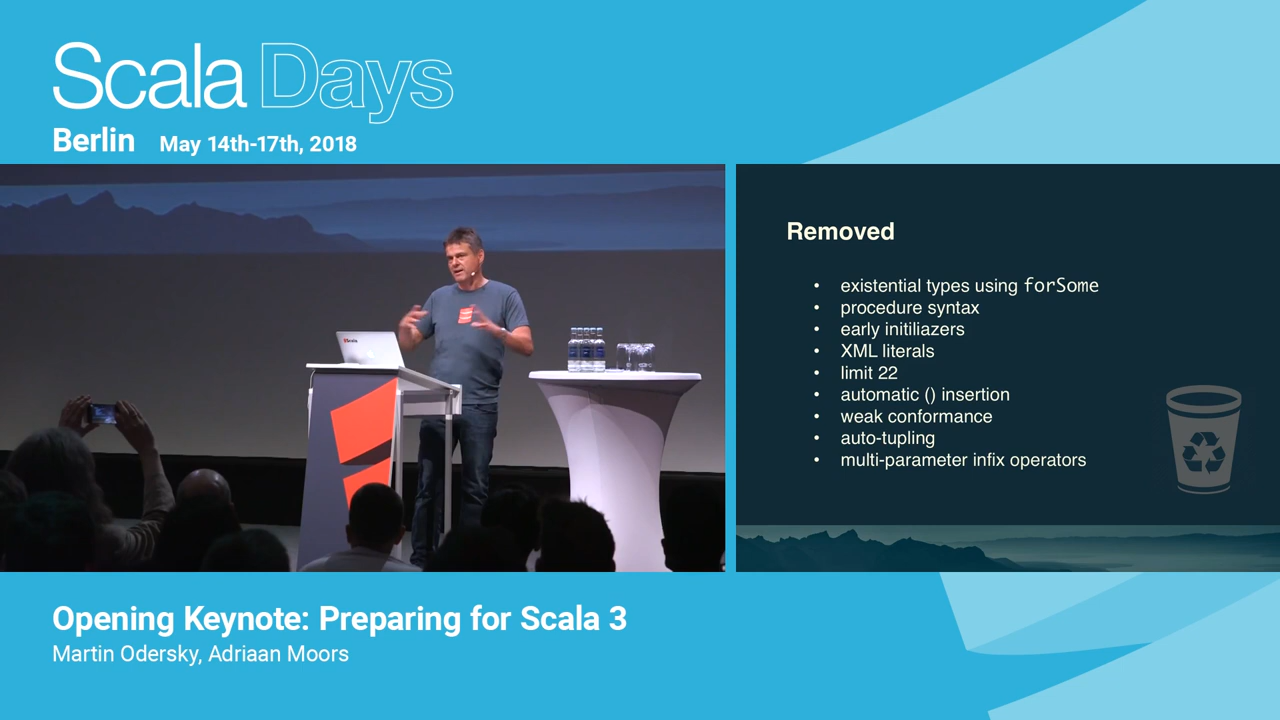 Scala Days
Berlin May 14th-17th, 2018
Removed
• existential types using forSome
• procedure syntax
• early initiliazers
• XML literals
• limit 22
• automatic () insertion
• weak conformance
• auto-tupling
• multi-parameter infix operators
Opening Keynote: Preparing for Scala 3
Martin Odersky, Adriaan Moors